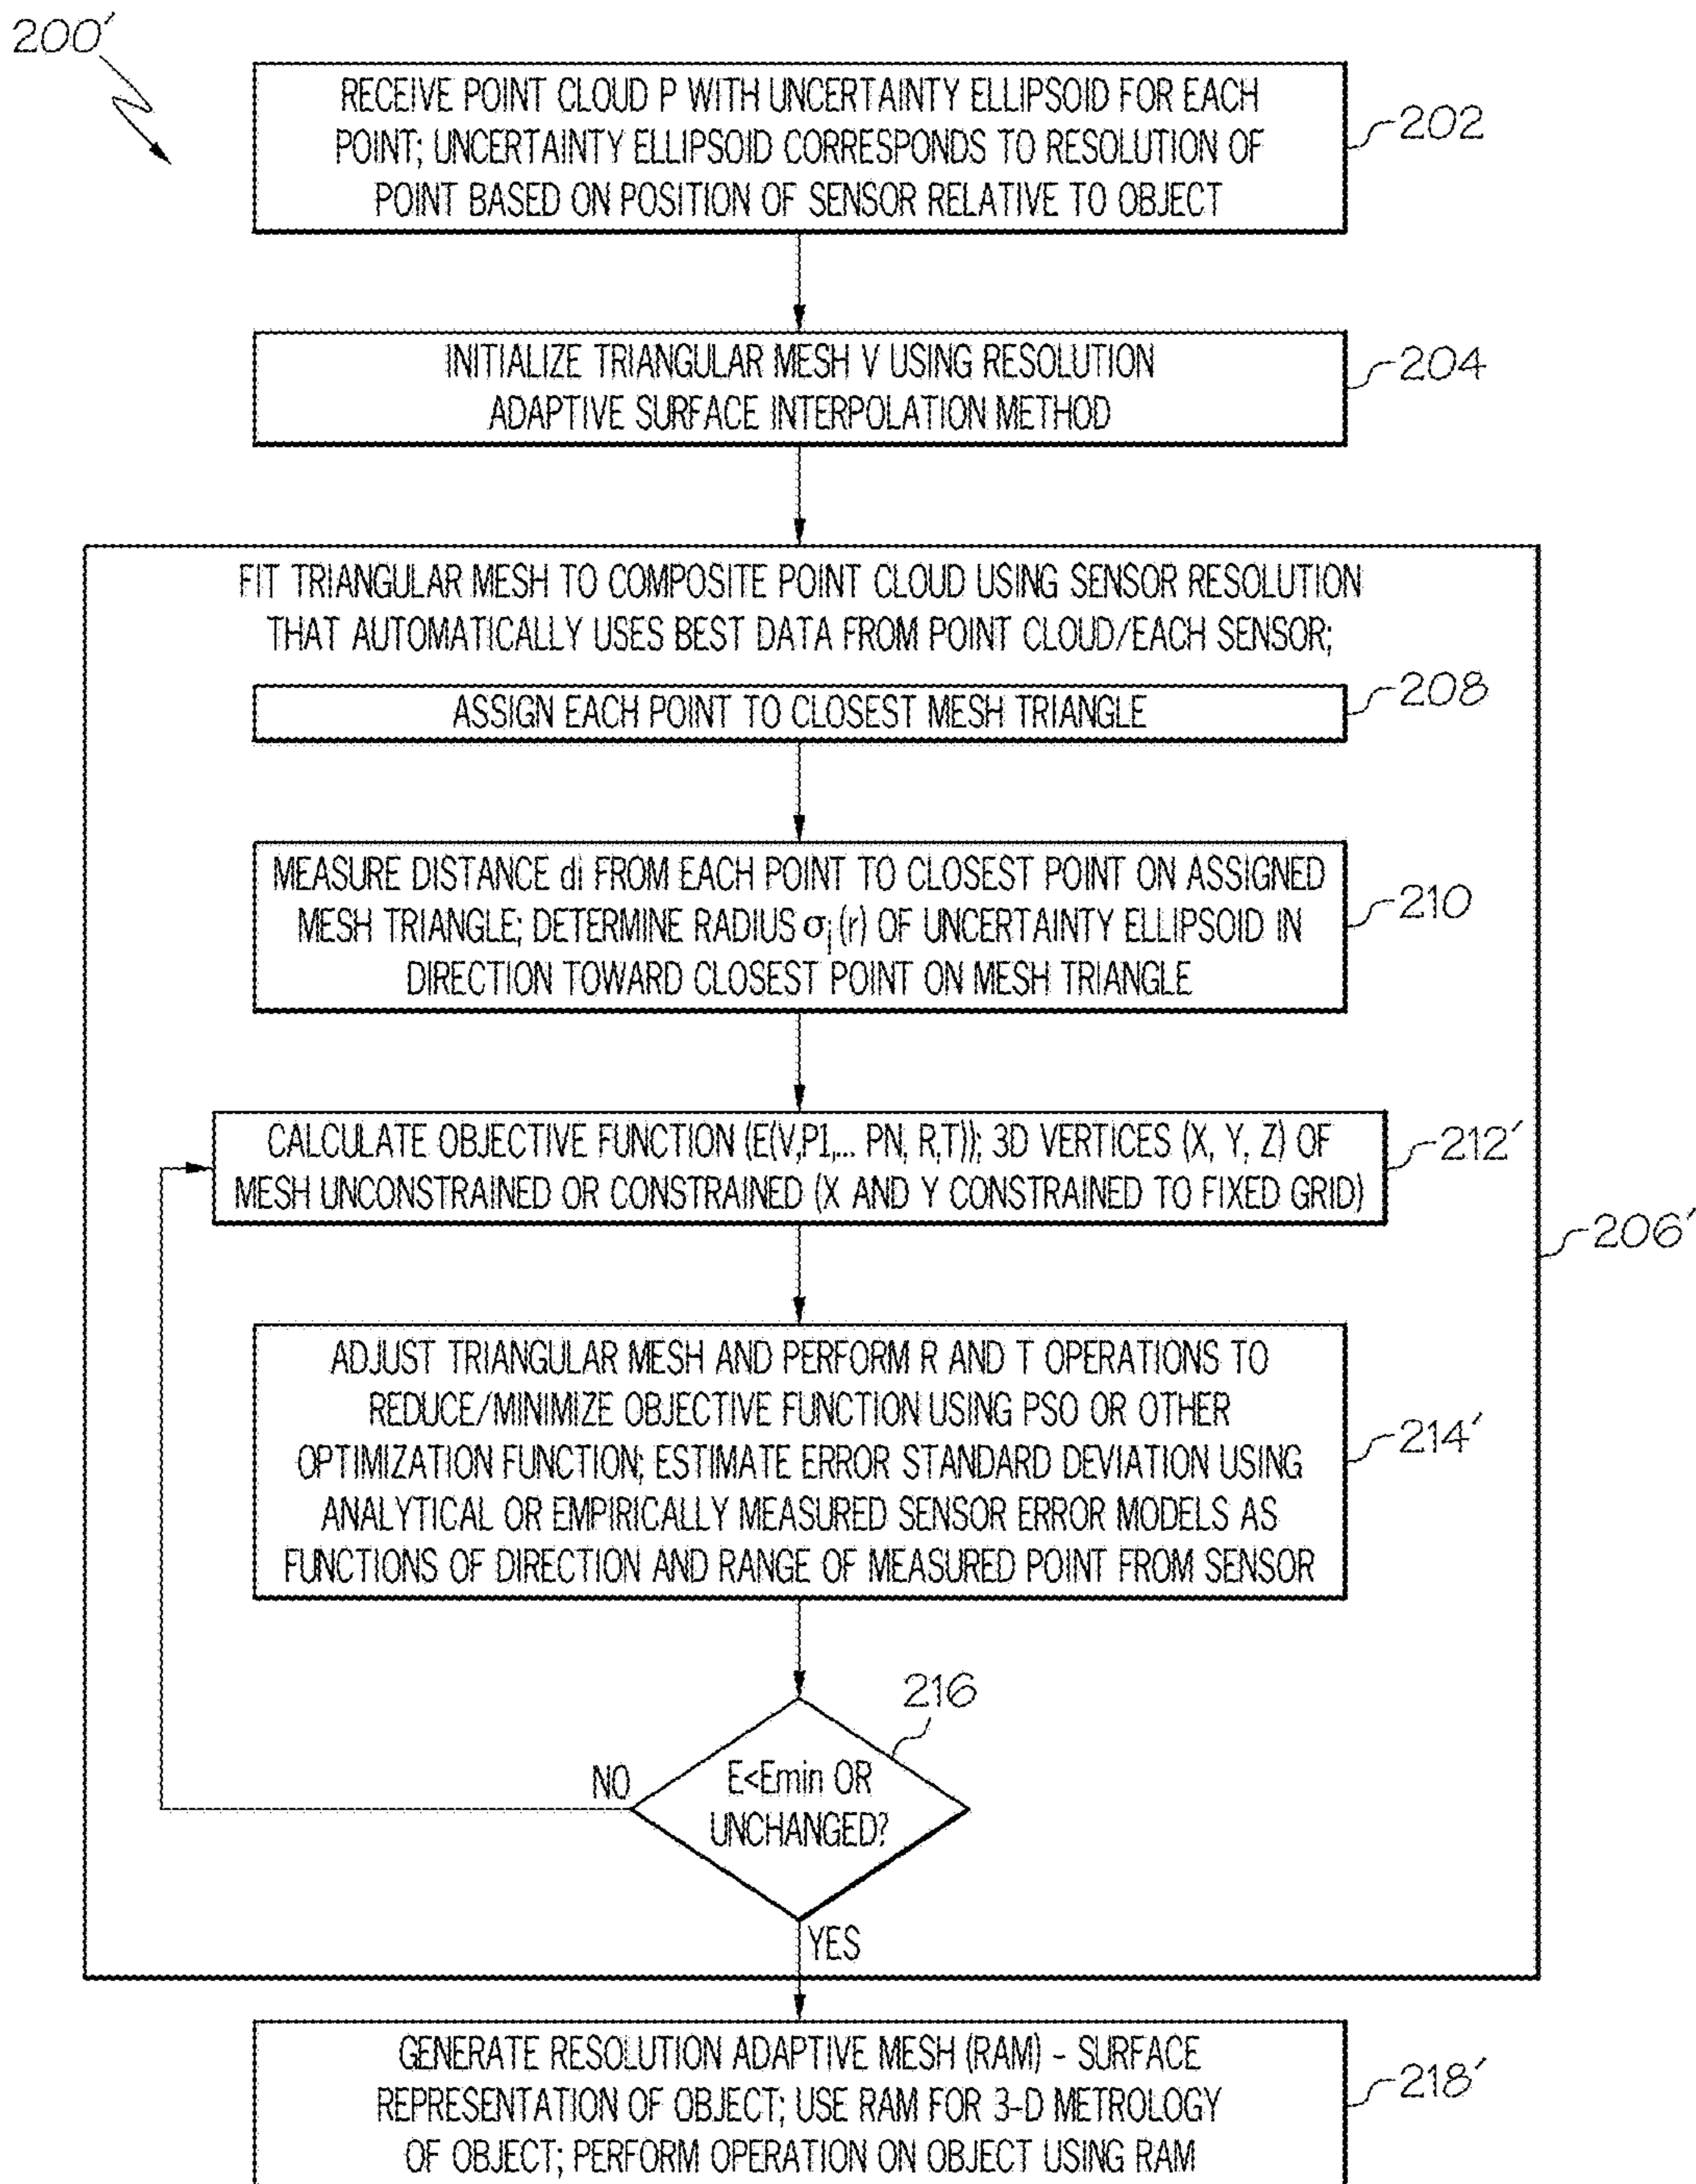 200′
RECEIVE POINT CLOUD P WITH UNCERTAINTY ELLIPSOID FOR EACH
POINT; UNCERTAINTY ELLIPSOID CORRESPONDS TO RESOLUTION OF
POINT BASED ON POSITION OF SENSOR RELATIVE TO OBJECT
202
INITIALIZE TRIANGULAR MESH V USING RESOLUTION
ADAPTIVE SURFACE INTERPOLATION METHOD
204
FIT TRIANGULAR MESH TO COMPOSITE POINT CLOUD USING SENSOR RESOLUTION
THAT AUTOMATICALLY USES BEST DATA FROM POINT CLOUD/EACH SENSOR;
ASSIGN EACH POINT TO CLOSEST MESH TRIANGLE
208
MEASURE DISTANCE di FROM EACH POINT TO CLOSEST POINT ON ASSIGNED
MESH TRIANGLE; DETERMINE RADIUS σi (r) OF UNCERTAINTY ELLIPSOID IN
DIRECTION TOWARD CLOSEST POINT ON MESH TRIANGLE
210
CALCULATE OBJECTIVE FUNCTION (E(V,P1,... PN, R,T)); 3D VERTICES (X, Y, Z) OF
MESH UNCONSTRAINED OR CONSTRAINED (X AND Y CONSTRAINED TO FIXED GRID)
212′
206′
ADJUST TRIANGULAR MESH AND PERFORM R AND T OPERATIONS TO
REDUCE/MINIMIZE OBJECTIVE FUNCTION USING PSO OR OTHER
OPTIMIZATION FUNCTION; ESTIMATE ERROR STANDARD DEVIATION USING
ANALYTICAL OR EMPIRICALLY MEASURED SENSOR ERROR MODELS AS
FUNCTIONS OF DIRECTION AND RANGE OF MEASURED POINT FROM SENSOR
214′
216
NO
E<Emin OR
UNCHANGED?
YES
GENERATE RESOLUTION ADAPTIVE MESH (RAM) - SURFACE
REPRESENTATION OF OBJECT; USE RAM FOR 3-D METROLOGY
OF OBJECT; PERFORM OPERATION ON OBJECT USING RAM
218′